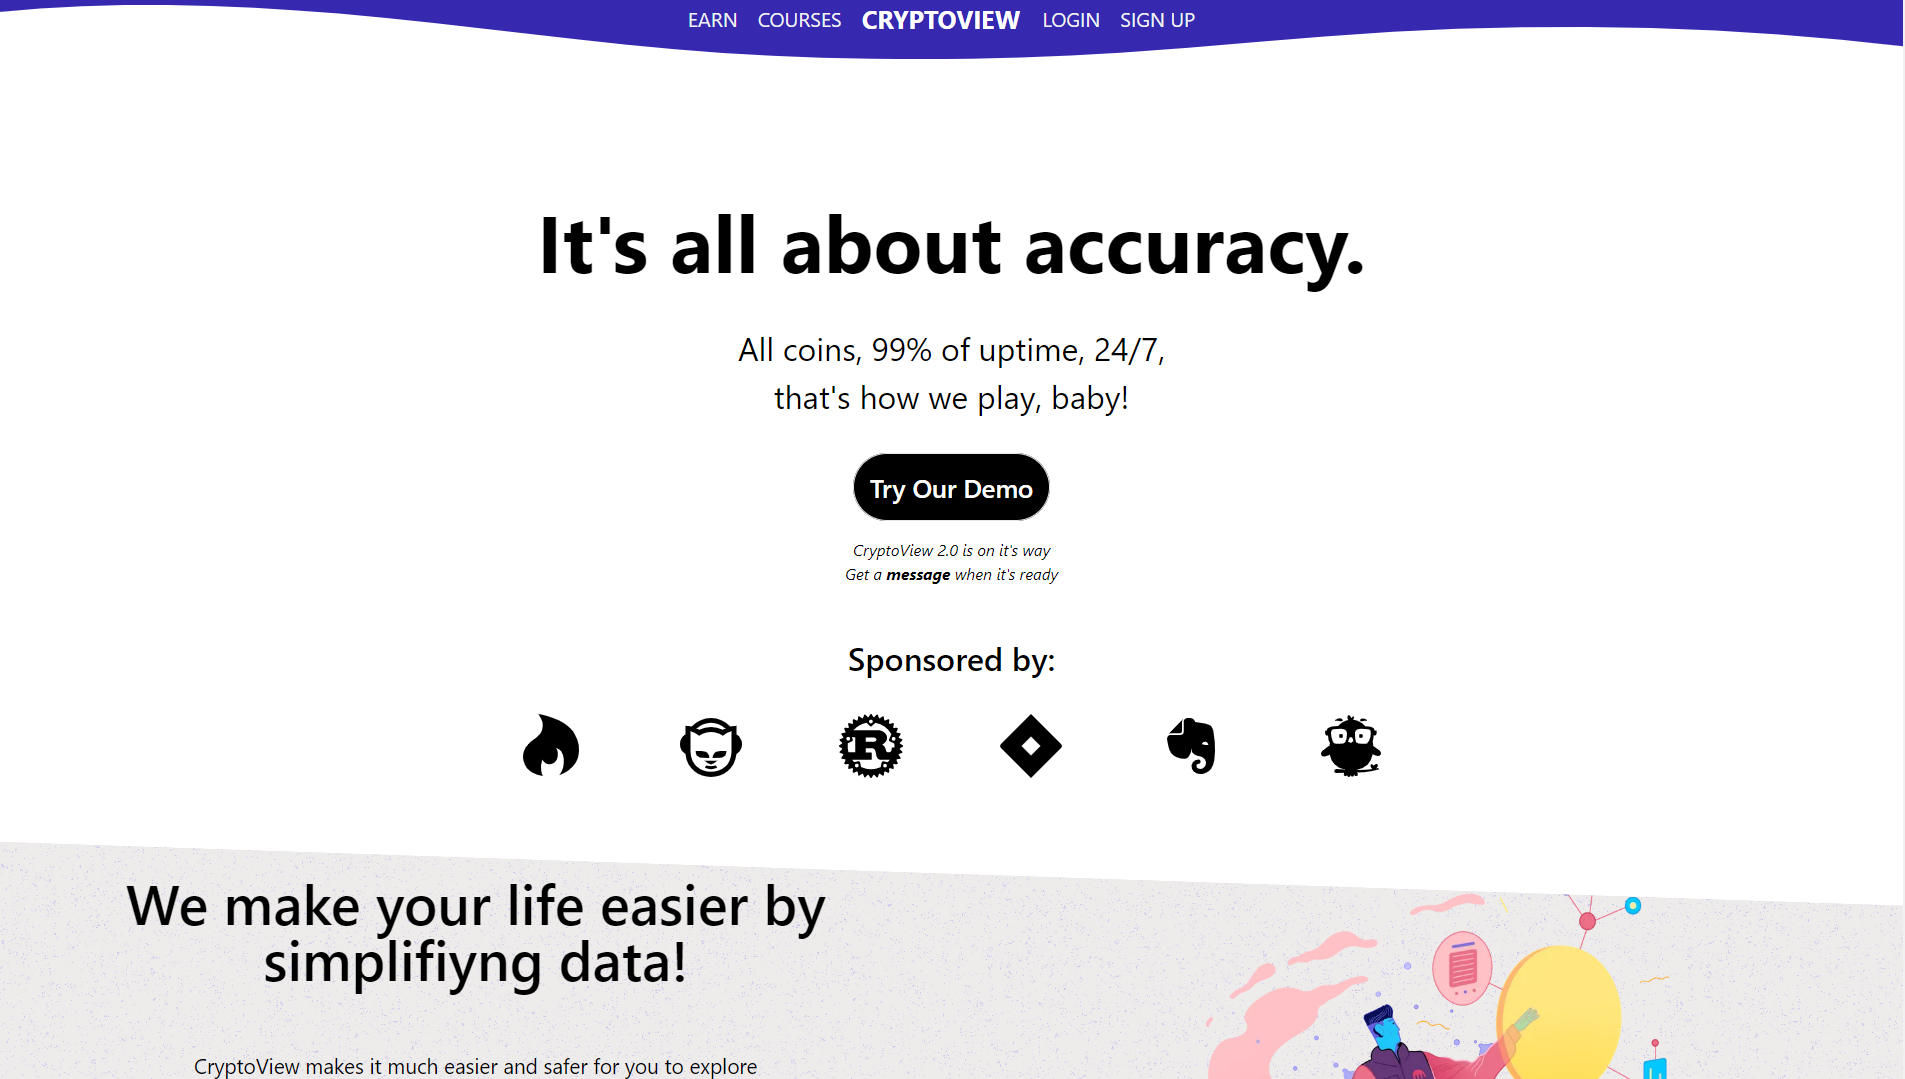 EARN COURSES CRYPTOVIEW LOGIN SIGN UP
It's all about accuracy.
All coins, 99% of uptime, 24/7,
that's how we play, baby!
Try Our Demo
CryptoView 2.0 is on it's way
Get a message when it's ready
Sponsored by:
R
We make your life easier by
simplifiyng data!
CryptoView makes it much easier and safer for you to explore